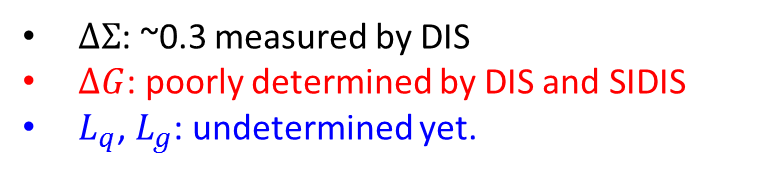 • ΔΣ: ~0.3 measured by DIS
• ΔG: poorly determined by DIS and SIDIS
• L_q, L_g: undetermined yet.